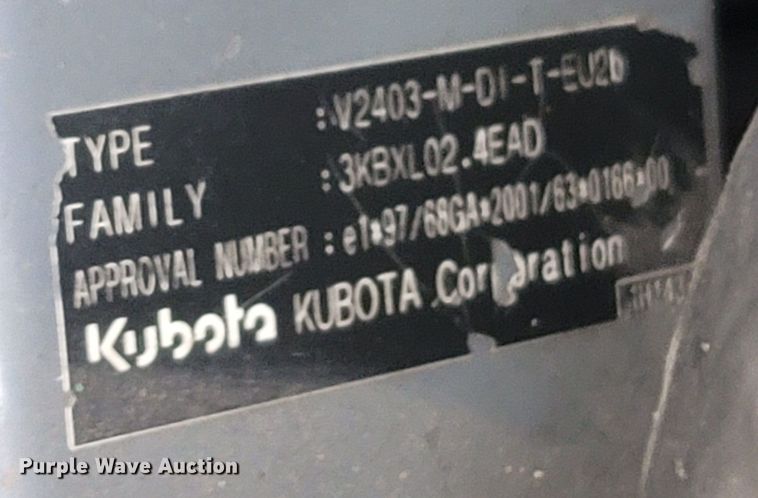 TYPE :V2403-M-DI-T-EU2b
FAMILY :3KBXL02.4EAD
APPROVAL NUMBER :e1*97/68GA*2001/63*0166*00
Kubota KUBOTA Corporation
Purple Wave Auction